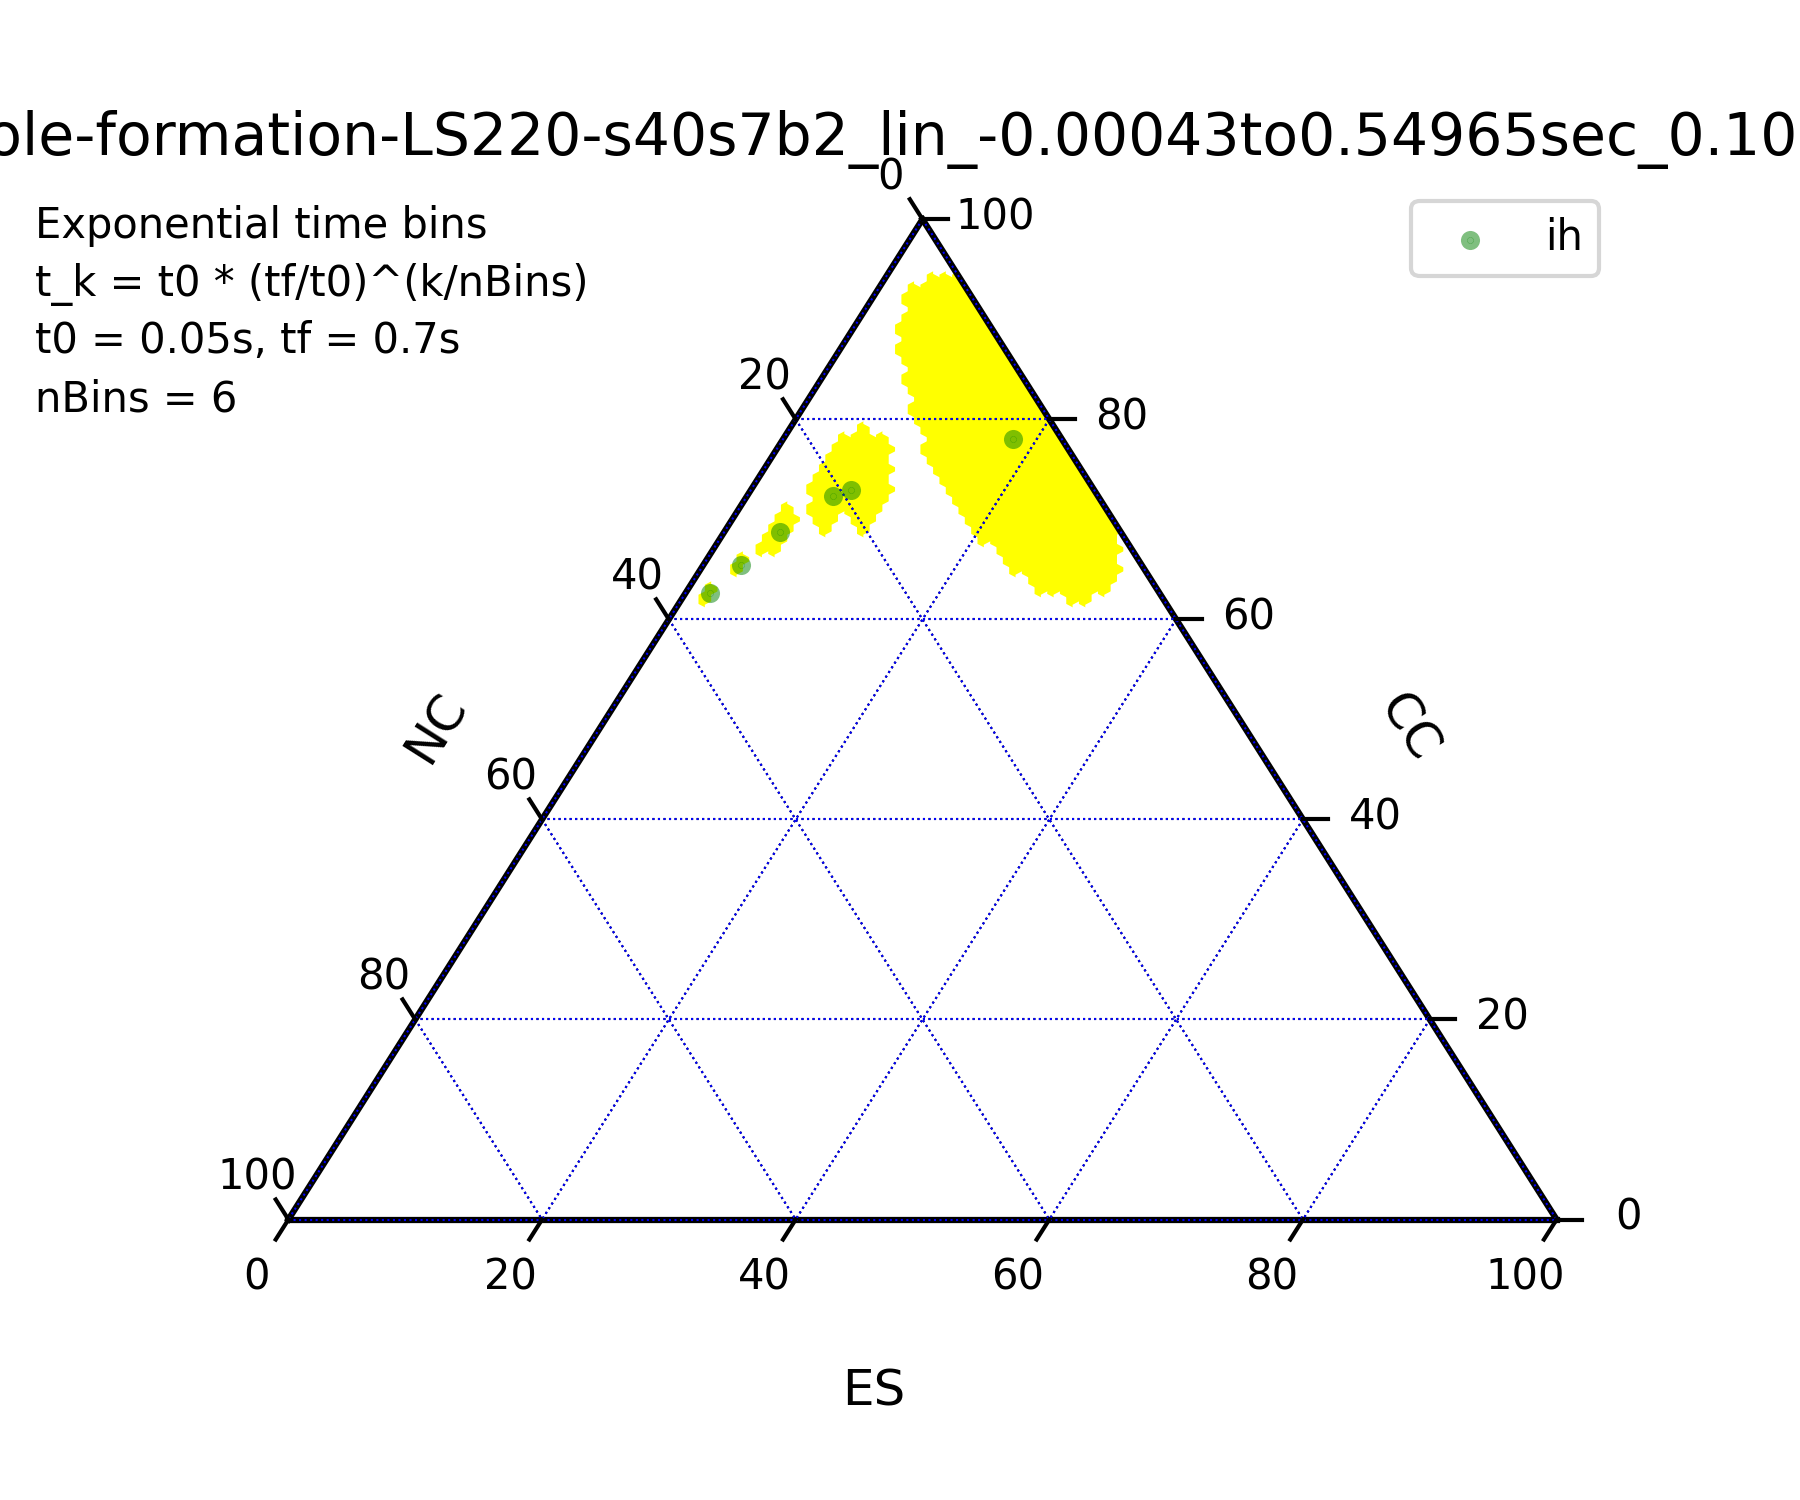 ole-formation-LS220-s40s7b2_lin_-0.00043to0.54965sec_0.10
Exponential time bins
t_k = t0 * (tf/t0)^(k/nBins)
t0 = 0.05s, tf = 0.7s
nBins = 6
ih
0
100
20
80
40
60
NC
CC
60
40
80
20
100
0
0
20
40
60
80
100
ES